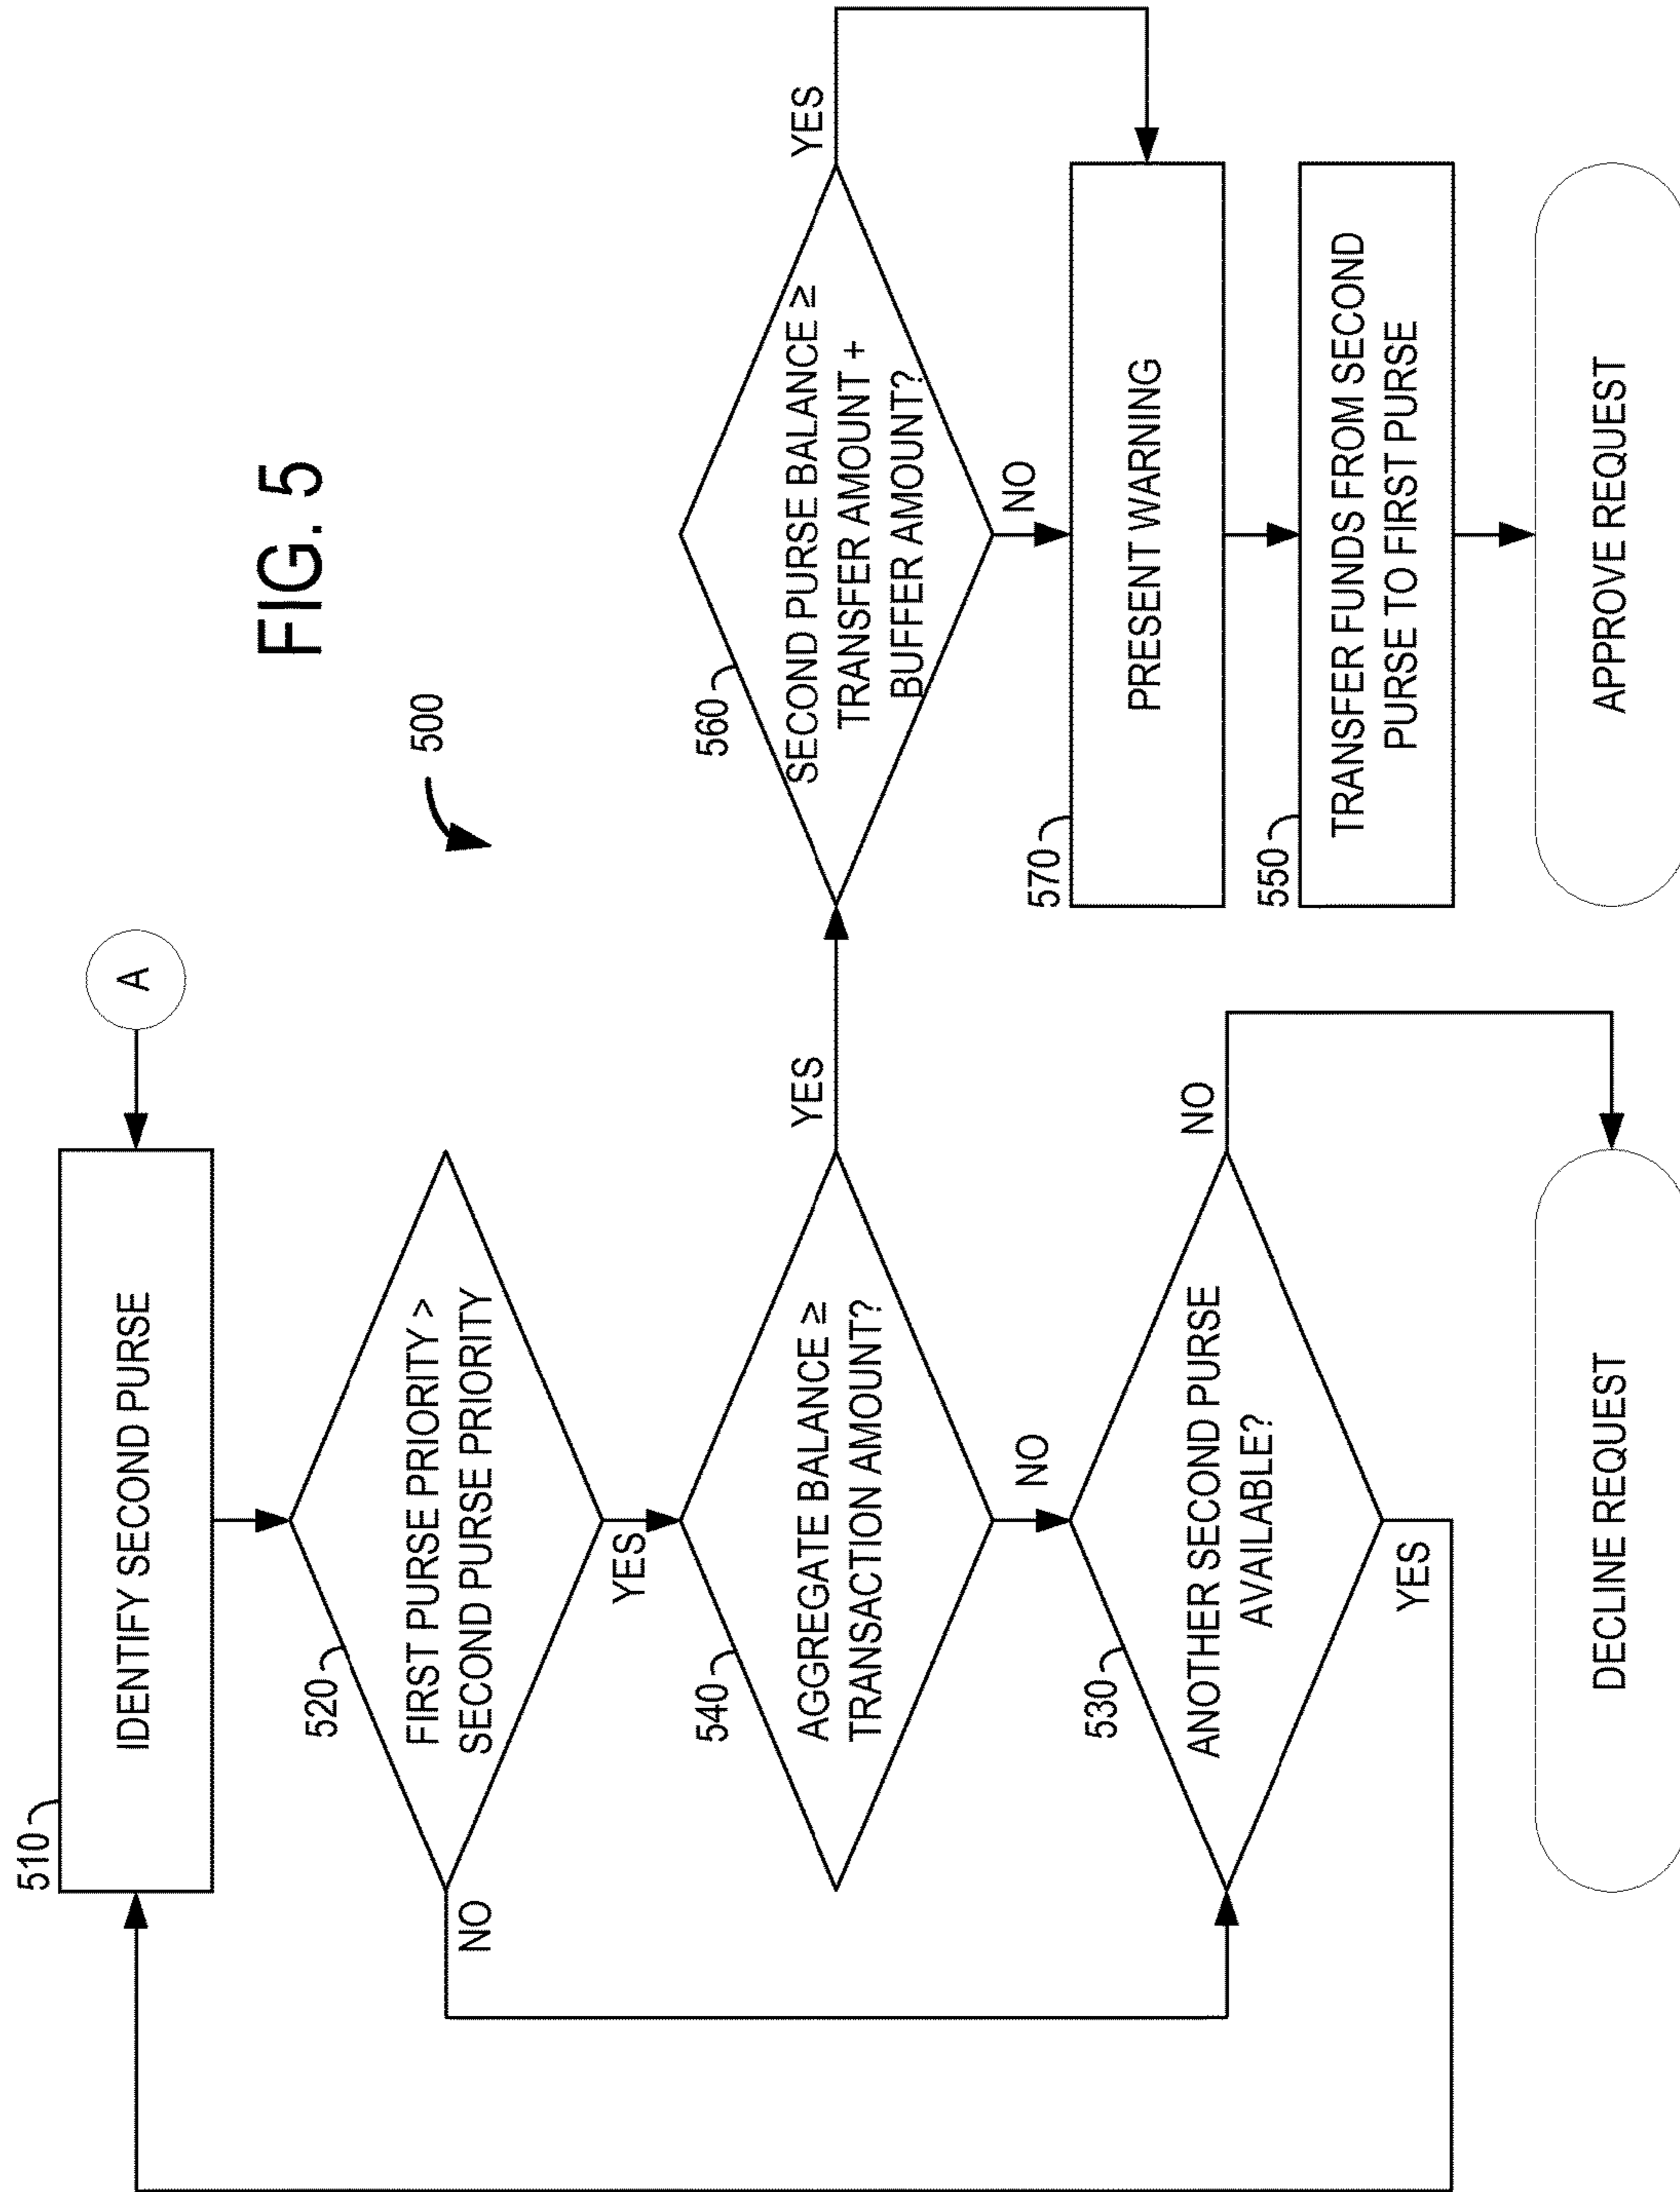 FIG. 5
500
A
510
IDENTIFY SECOND PURSE
520
FIRST PURSE PRIORITY >
SECOND PURSE PRIORITY
NO
YES
540
AGGREGATE BALANCE ≥
TRANSACTION AMOUNT?
YES
NO
530
ANOTHER SECOND PURSE
AVAILABLE?
NO
YES
DECLINE REQUEST
560
SECOND PURSE BALANCE ≥
TRANSFER AMOUNT +
BUFFER AMOUNT?
YES
NO
570
PRESENT WARNING
550
TRANSFER FUNDS FROM SECOND
PURSE TO FIRST PURSE
APPROVE REQUEST